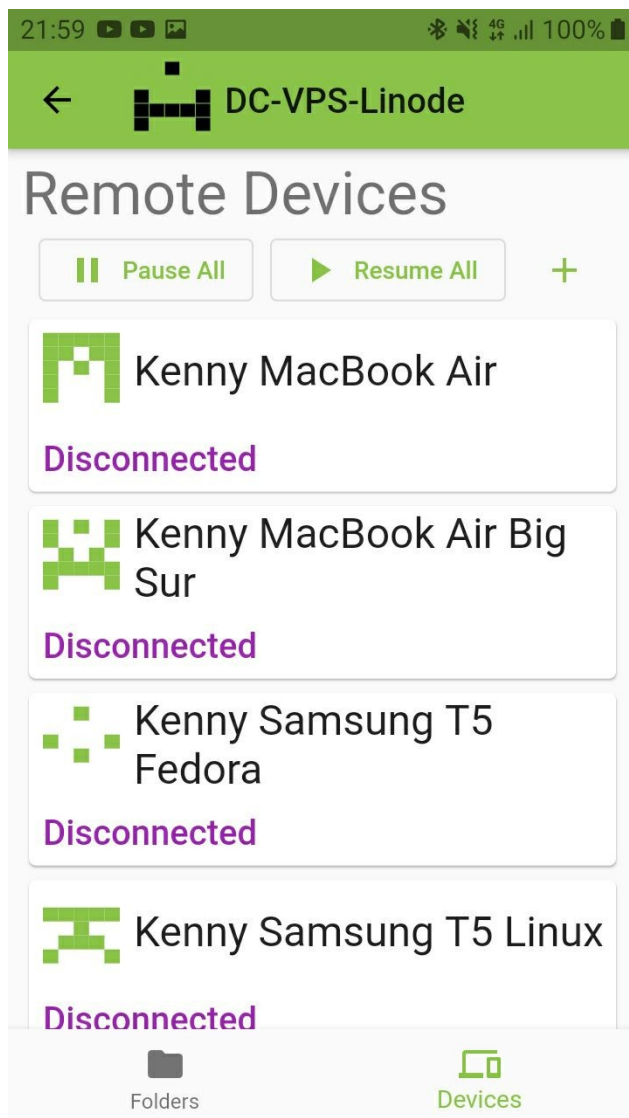 21:59 4G 100%
DC-VPS-Linode
Remote Devices
Pause All Resume All
Kenny MacBook Air
Disconnected
Kenny MacBook Air Big
Sur
Disconnected
Kenny Samsung T5
Fedora
Disconnected
Kenny Samsung T5 Linux
Disconnected
Folders Devices